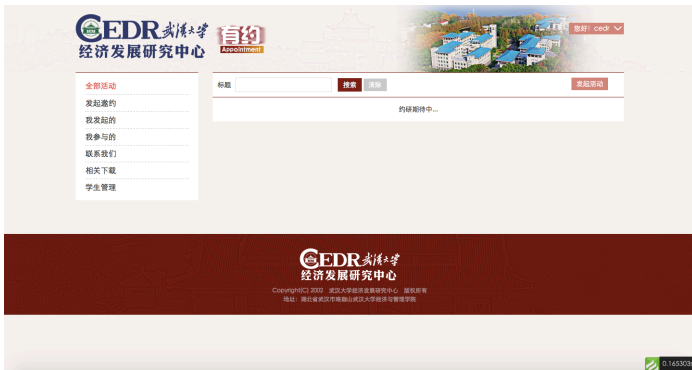 CEDR 武汉大学
经济发展研究中心
有约
Appointment
您好! cedr
全部活动
发起邀约
我发起的
我参与的
联系我们
相关下载
学生管理
标题 搜索 清除 发起活动
约研期待中...
CEDR 武汉大学
经济发展研究中心
Copyright(C) 2002 武汉大学经济发展研究中心 版权所有
地址: 湖北省武汉市珞珈山武汉大学经济与管理学院